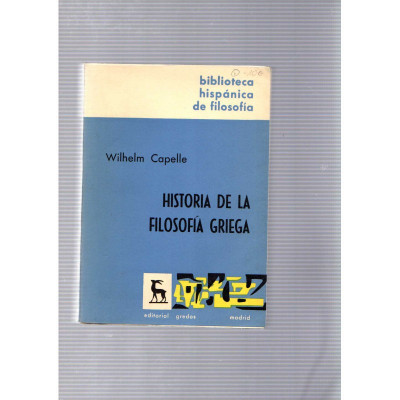 biblioteca
hispánica
de filosofía
Wilhelm Capelle
HISTORIA DE LA
FILOSOFÍA GRIEGA
editorial gredos madrid